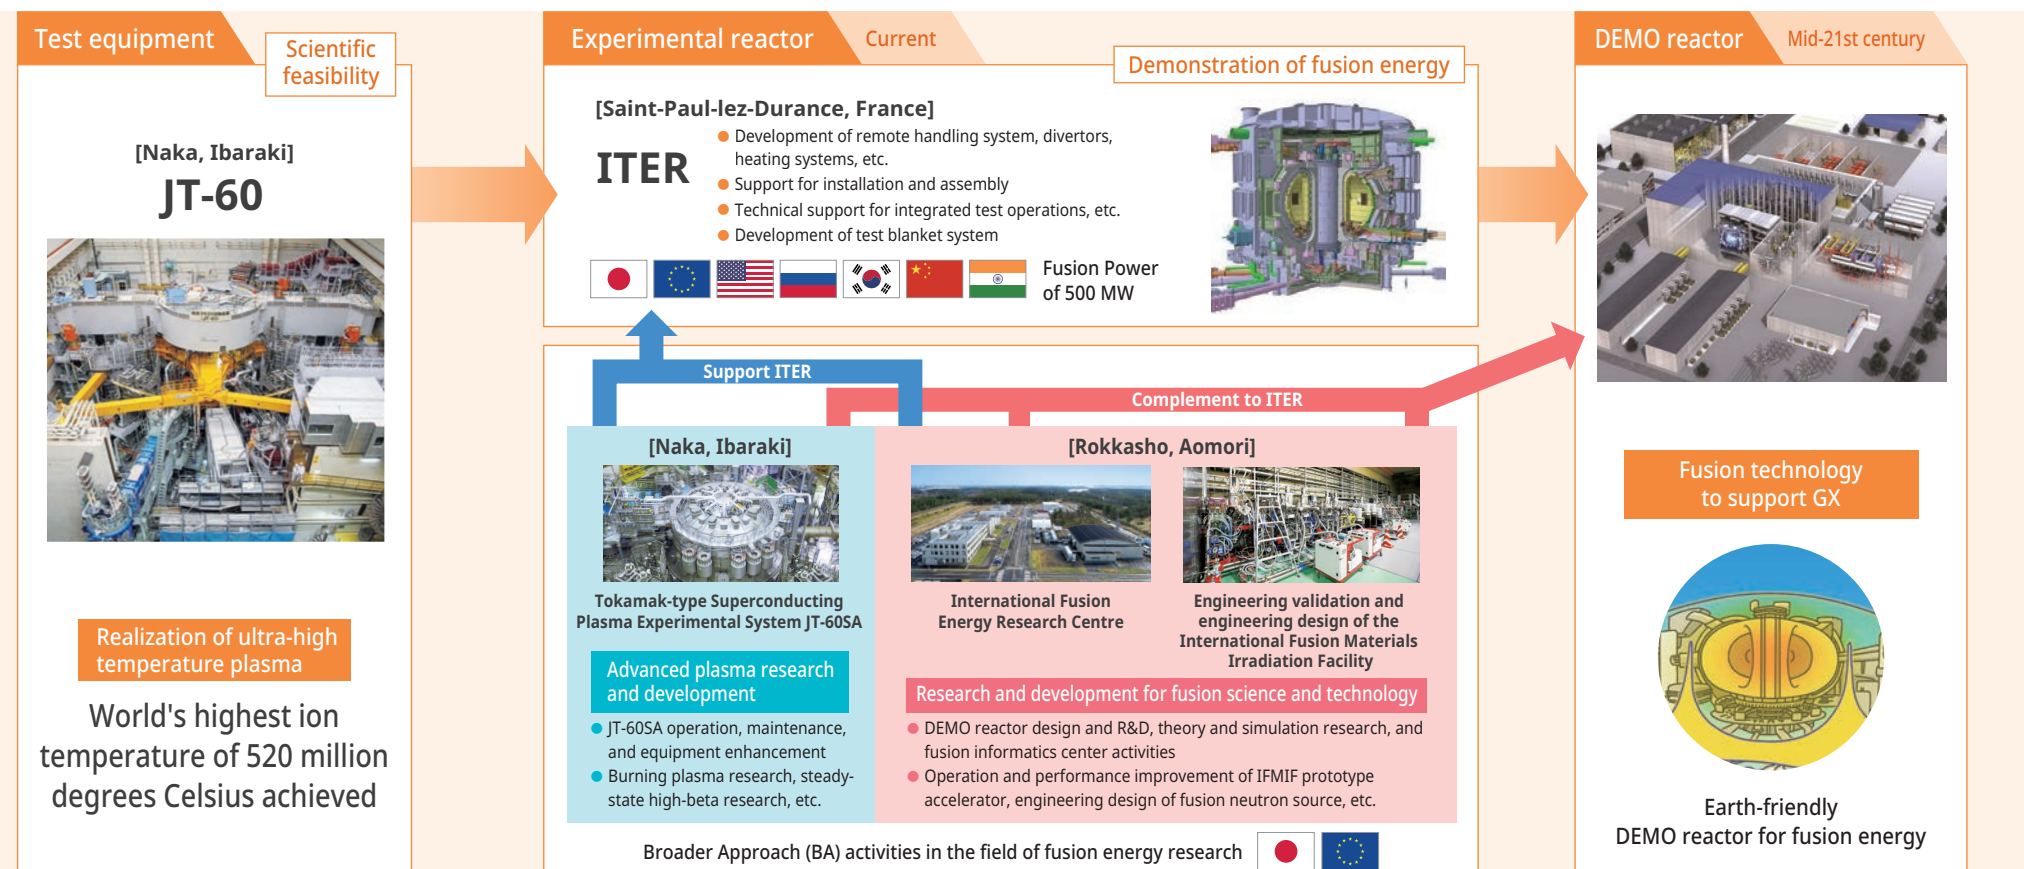 Test equipment
Scientific
feasibility
[Naka, Ibaraki]
JT-60
Realization of ultra-high
temperature plasma
World's highest ion
temperature of 520 million
degrees Celsius achieved
Experimental reactor
Current
Demonstration of fusion energy
[Saint-Paul-lez-Durance, France]
ITER
● Development of remote handling system, divertors,
heating systems, etc.
● Support for installation and assembly
● Technical support for integrated test operations, etc.
● Development of test blanket system
Fusion Power
of 500 MW
Support ITER
Complement to ITER
[Naka, Ibaraki]
Tokamak-type Superconducting
Plasma Experimental System JT-60SA
Advanced plasma research
and development
● JT-60SA operation, maintenance,
and equipment enhancement
● Burning plasma research, steady-
state high-beta research, etc.
[Rokkasho, Aomori]
International Fusion
Energy Research Centre
Engineering validation and
engineering design of the
International Fusion Materials
Irradiation Facility
Research and development for fusion science and technology
● DEMO reactor design and R&D, theory and simulation research, and
fusion informatics center activities
● Operation and performance improvement of IFMIF prototype
accelerator, engineering design of fusion neutron source, etc.
Broader Approach (BA) activities in the field of fusion energy research
DEMO reactor
Mid-21st century
Fusion technology
to support GX
Earth-friendly
DEMO reactor for fusion energy